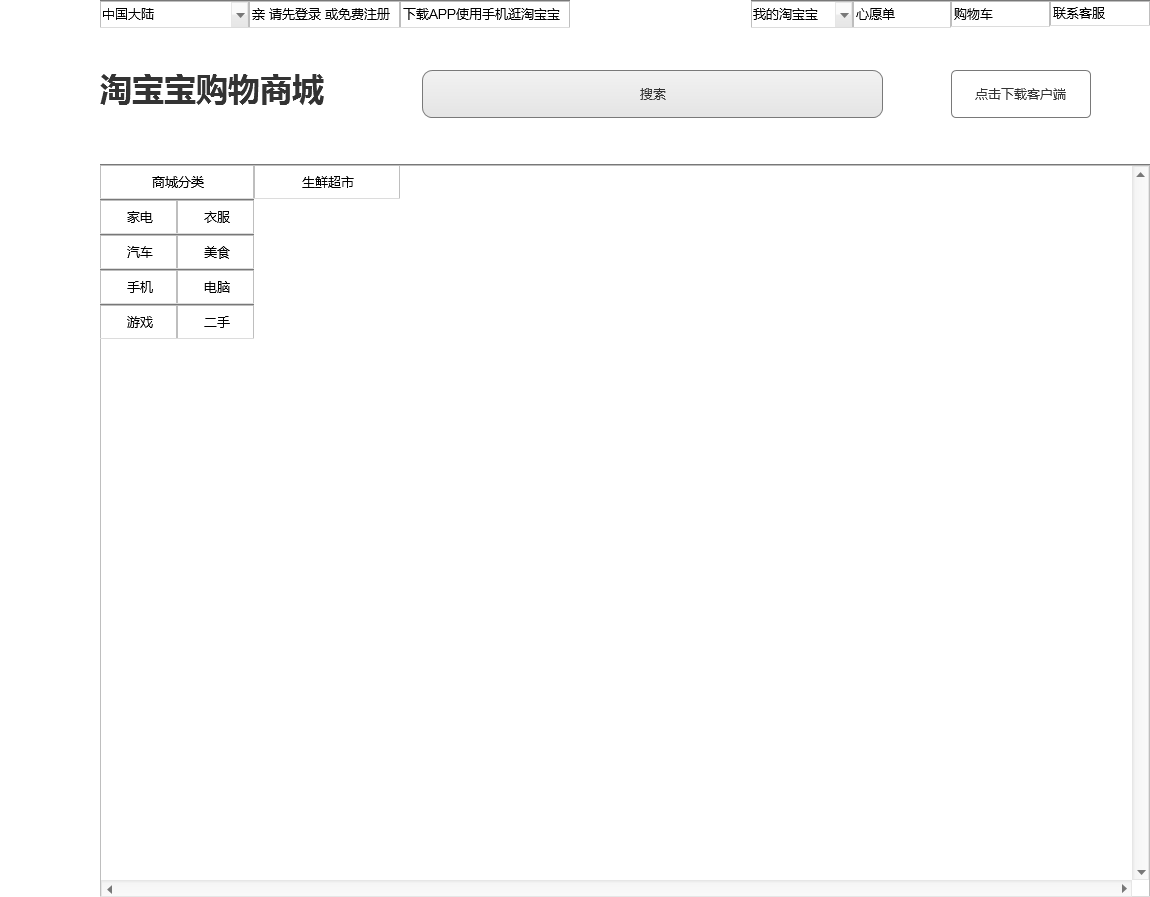 中国大陆 亲 请先登录 或免费注册 下载APP使用手机逛淘宝宝 我的淘宝宝 心愿单 购物车 联系客服
淘宝宝购物商城 搜索 点击下载客户端
商城分类 生鲜超市
家电 衣服
汽车 美食
手机 电脑
游戏 二手